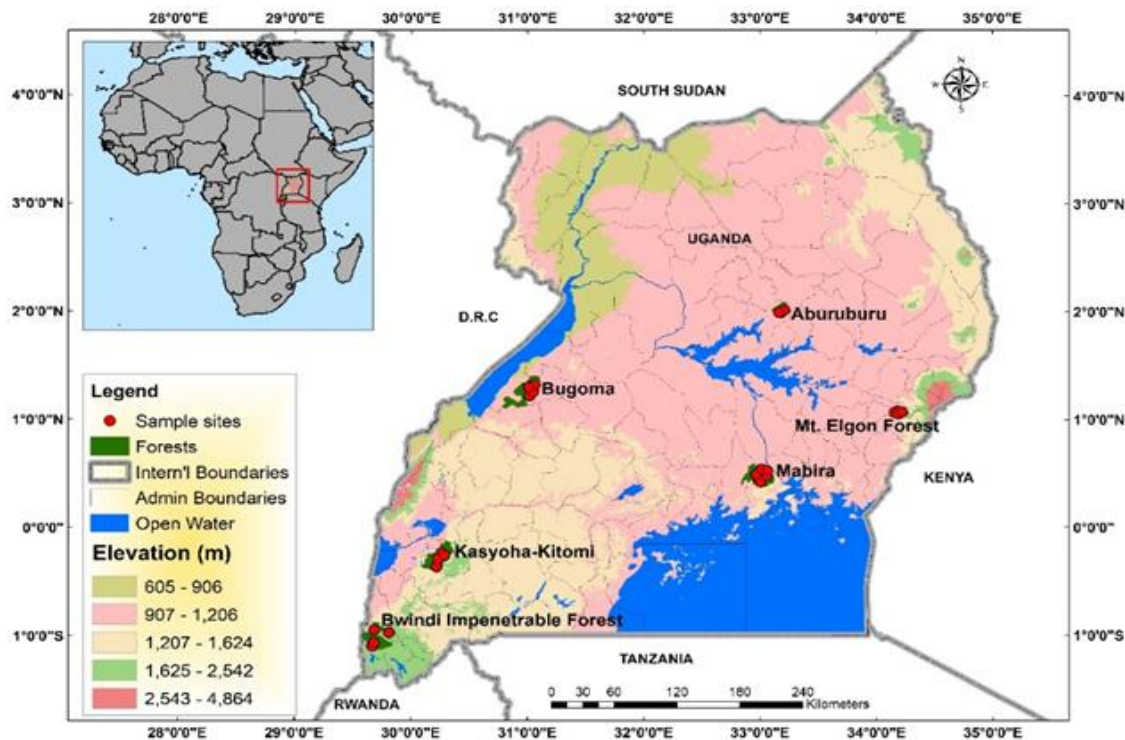 28°0'0"E 29°0'0"E 30°0'0"E 31°0'0"E 32°0'0"E 33°0'0"E 34°0'0"E 35°0'0"E
N
W E
S
SOUTH SUDAN
4°0'0"N 4°0'0"N
3°0'0"N 3°0'0"N
UGANDA
2°0'0"N 2°0'0"N
D.R.C
Aburuburu
Bugoma
1°0'0"N 1°0'0"N
Mt. Elgon Forest
Mabira
KENYA
0°0'0" 0°0'0"
Kasyoha-Kitomi
Bwindi Impenetrable Forest
1°0'0"S 1°0'0"S
TANZANIA
RWANDA
Legend
Sample sites
Forests
Intern'l Boundaries
Admin Boundaries
Open Water
Elevation (m)
605 - 906
907 - 1,206
1,207 - 1,624
1,625 - 2,542
2,543 - 4,864
0 30 60 120 180 240
Kilometers
28°0'0"E 29°0'0"E 30°0'0"E 31°0'0"E 32°0'0"E 33°0'0"E 34°0'0"E 35°0'0"E